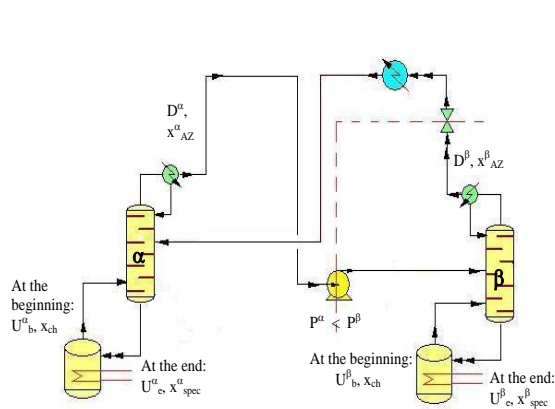 D^α,
x^α_AZ
D^β, x^β_AZ
α
β
At the
beginning:
U^α_b, x_ch
P^α < P^β
At the beginning:
U^β_b, x_ch
At the end:
U^α_e, x^α_spec
At the end:
U^β_e, x^β_spec